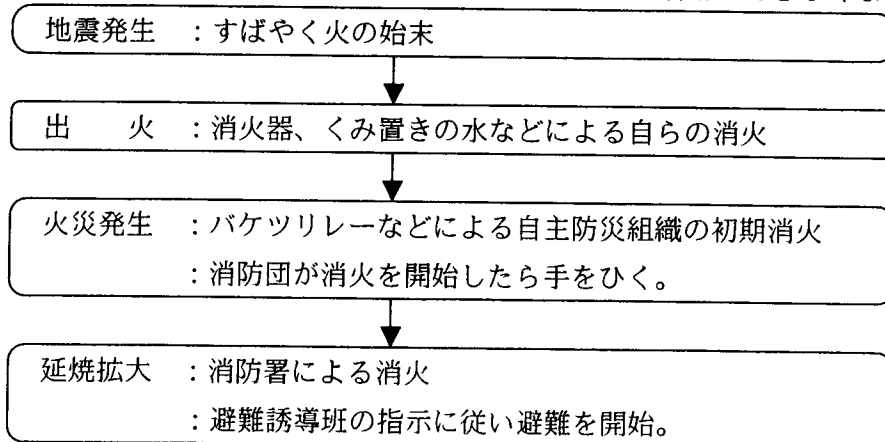 地震発生　：すばやく火の始末
出　　火　：消火器、くみ置きの水などによる自らの消火
火災発生　：バケツリレーなどによる自主防災組織の初期消火
：消防団が消火を開始したら手をひく。
延焼拡大　：消防署による消火
：避難誘導班の指示に従い避難を開始。